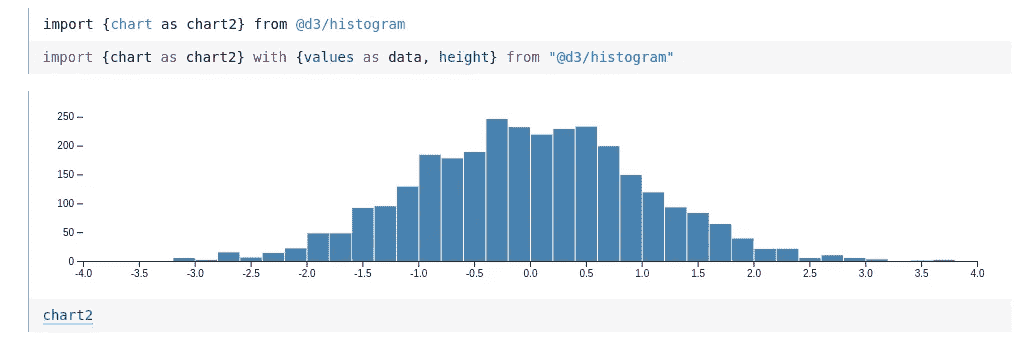 import {chart as chart2} from @d3/histogram
import {chart as chart2} with {values as data, height} from "@d3/histogram"
250
200
150
100
50
0
-4.0 -3.5 -3.0 -2.5 -2.0 -1.5 -1.0 -0.5 0.0 0.5 1.0 1.5 2.0 2.5 3.0 3.5 4.0
chart2